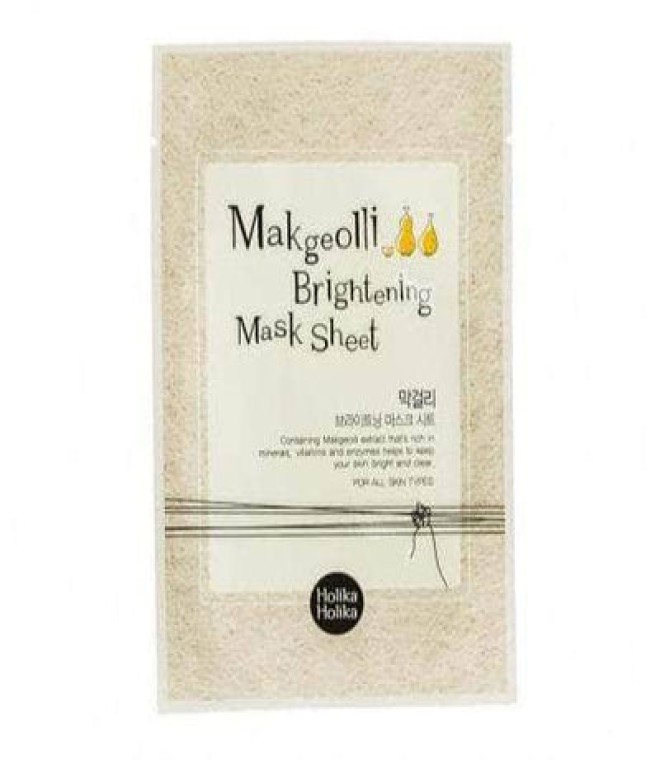 Makgeolli
Brightening
Mask Sheet
막걸리
브라이트닝 마스크 시트
Containing Makgeolli extract that's rich in
minerals, vitamins and enzymes helps to keep
your skin bright and clear.
FOR ALL SKIN TYPES
Holika
Holika